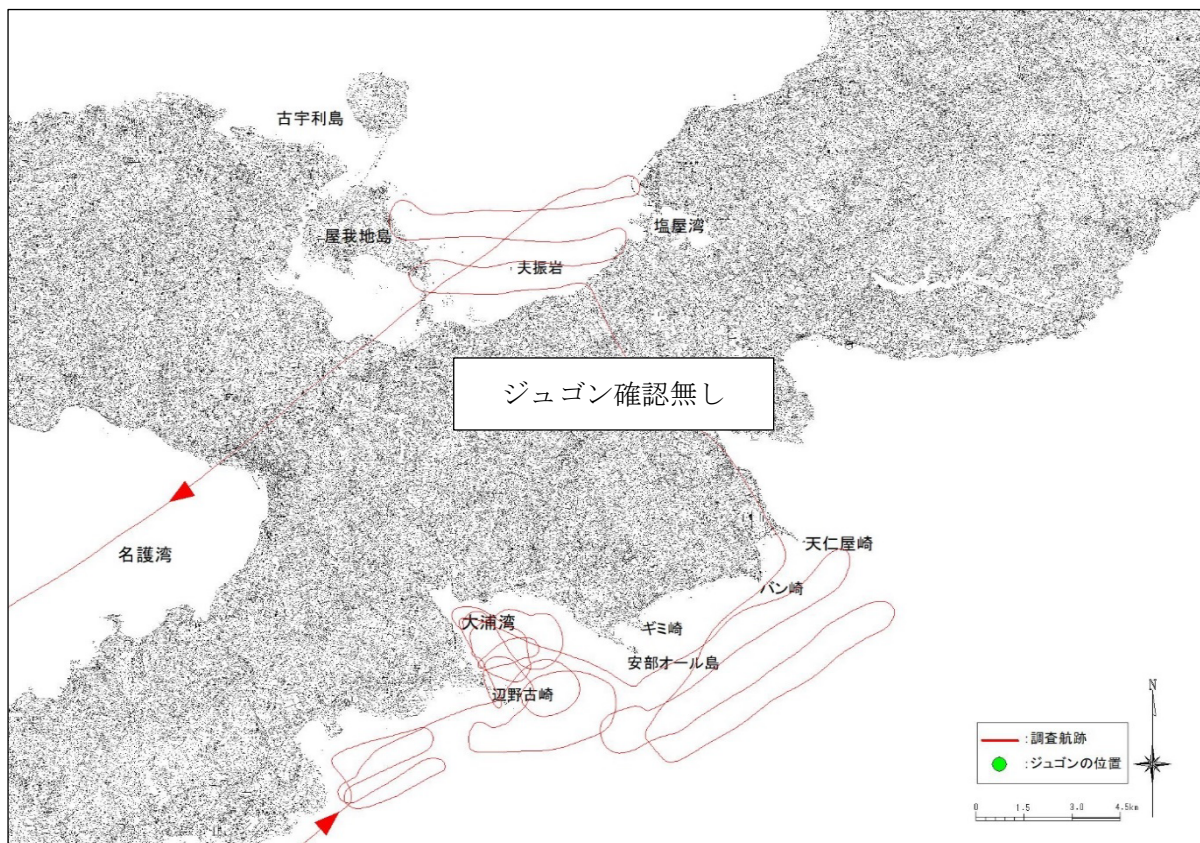 古宇利島
屋我地島
塩屋湾
夫振岩
ジュゴン確認無し
名護湾
天仁屋崎
バン崎
大浦湾
ギミ崎
安部オール島
辺野古崎
N
:調査航跡
:ジュゴンの位置
0 1.5 3.0 4.5km